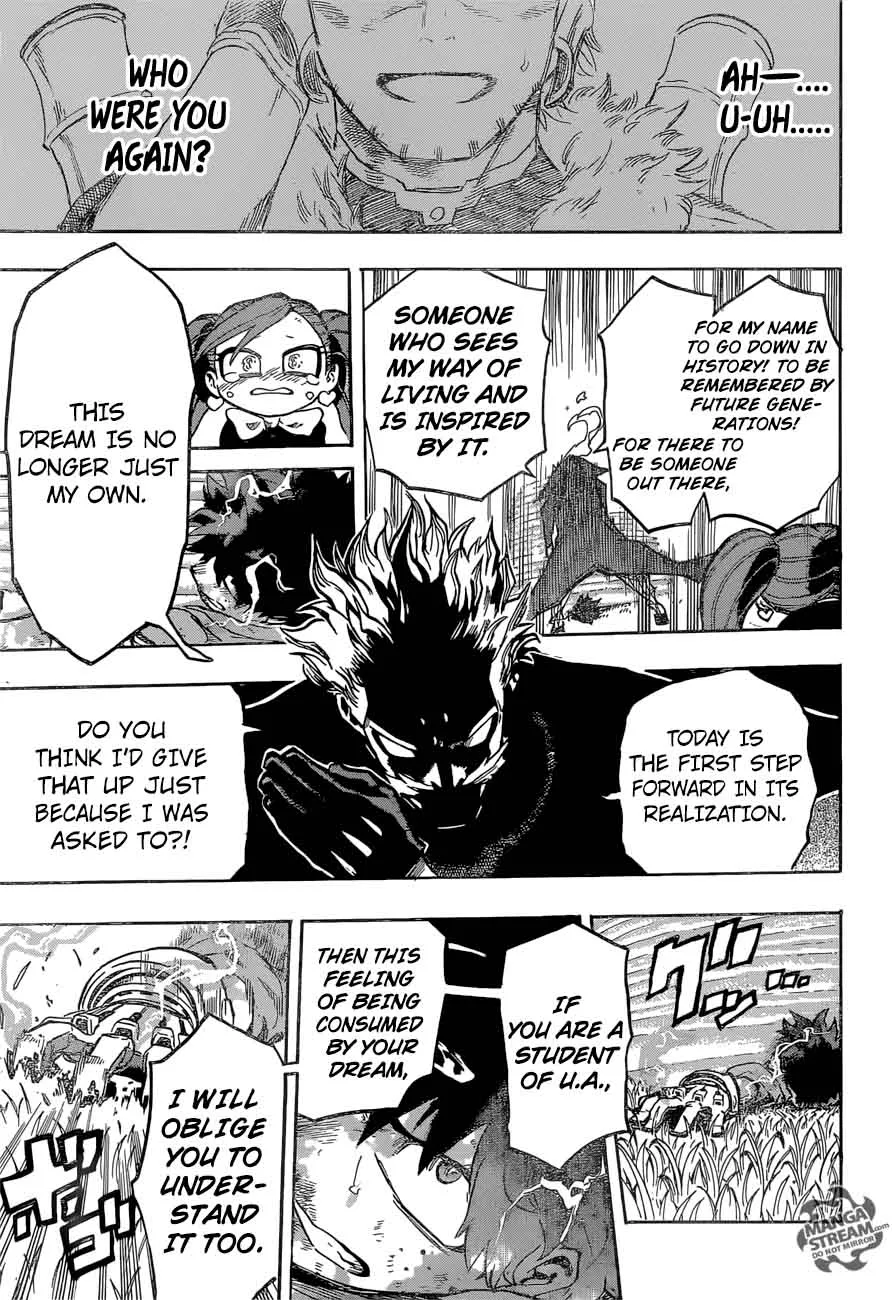 AH—....
U-UH.....
WHO
WERE YOU
AGAIN?
FOR MY NAME
TO GO DOWN IN
HISTORY! TO BE
REMEMBERED BY
FUTURE GENE-
RATIONS!
FOR THERE TO
BE SOMEONE
OUT THERE,
SOMEONE
WHO SEES
MY WAY OF
LIVING AND
IS INSPIRED
BY IT.
THIS
DREAM IS NO
LONGER JUST
MY OWN.
TODAY IS
THE FIRST STEP
FORWARD IN ITS
REALIZATION.
DO YOU
THINK I'D GIVE
THAT UP JUST
BECAUSE I WAS
ASKED TO?!
グッ
IF
YOU ARE A
STUDENT
OF U.A.,
THEN THIS
FEELING
OF BEING
CONSUMED
BY YOUR
DREAM,
I WILL
OBLIGE
YOU TO
UNDER-
STAND
IT TOO.
17
MANGA
STREAM.com
DO NOT MIRROR